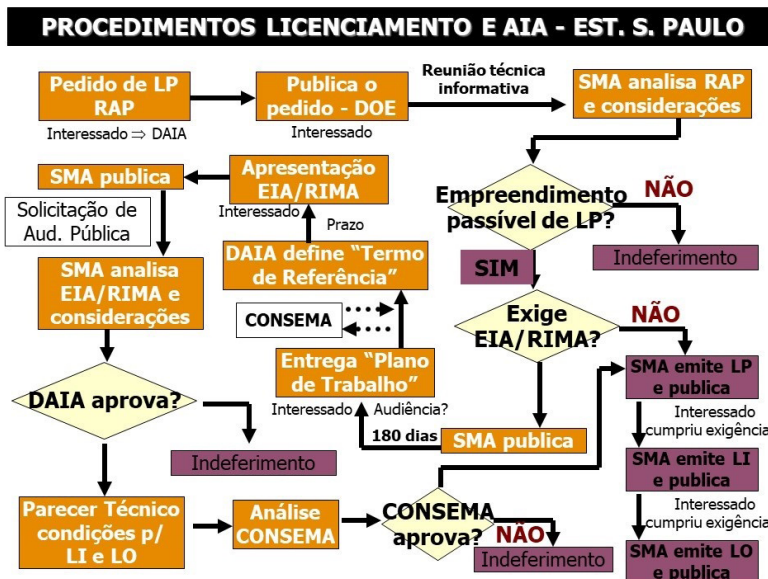 PROCEDIMENTOS LICENCIAMENTO E AIA - EST. S. PAULO
Pedido de LP
RAP
Interessado ⇒ DAIA
Publica o
pedido - DOE
Interessado
Reunião técnica
informativa
SMA analisa RAP
e considerações
Empreendimento
passível de LP?
NÃO
Indeferimento
SIM
Exige
EIA/RIMA?
NÃO
SMA publica
180 dias
Entrega “Plano
de Trabalho”
Interessado
Audiência?
CONSEMA
DAIA define “Termo
de Referência”
Prazo
Apresentação
EIA/RIMA
Interessado
SMA publica
Solicitação de
Aud. Pública
SMA analisa
EIA/RIMA e
considerações
DAIA aprova?
Indeferimento
Parecer Técnico
condições p/
LI e LO
Análise
CONSEMA
CONSEMA
aprova?
NÃO
Indeferimento
SMA emite LP
e publica
Interessado
cumpriu exigência
SMA emite LI
e publica
Interessado
cumpriu exigência
SMA emite LO
e publica